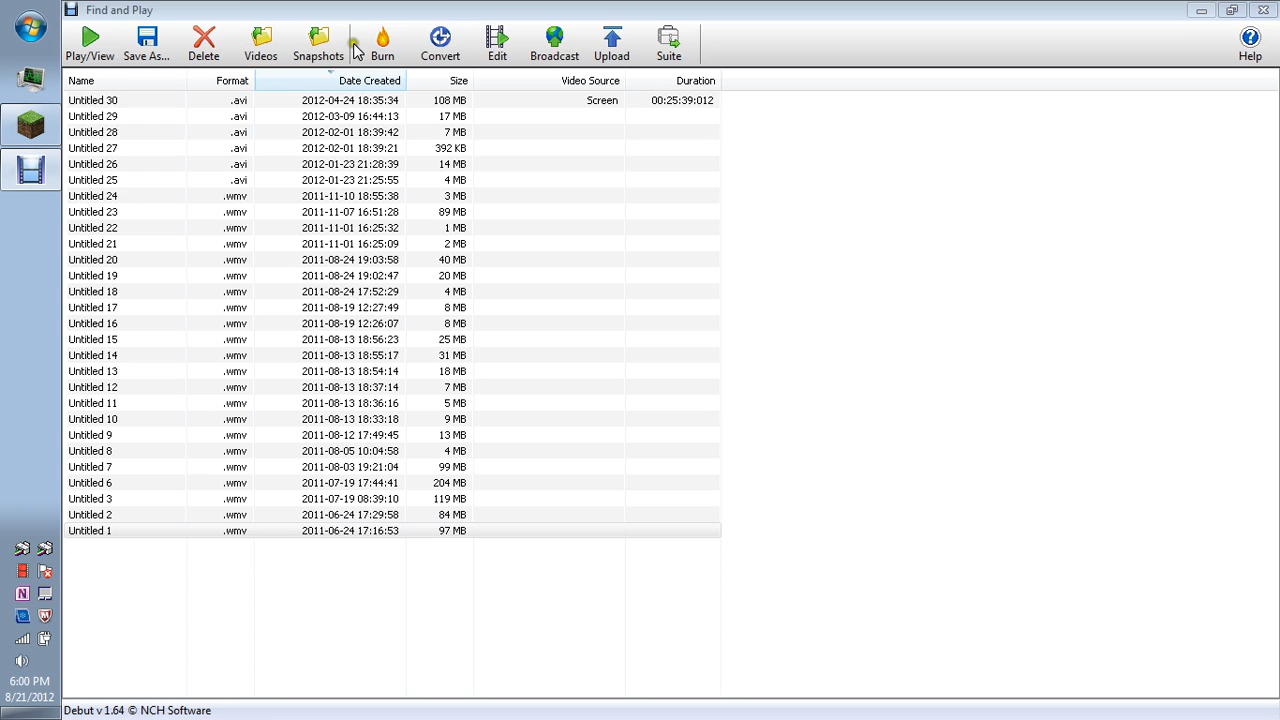 Find and Play
Play/View Save As... Delete Videos Snapshots Burn Convert Edit Broadcast Upload Suite Help
Name Format Date Created Size Video Source Duration
Untitled 30 .avi 2012-04-24 18:35:34 108 MB Screen 00:25:39:012
Untitled 29 .avi 2012-03-09 16:44:13 17 MB
Untitled 28 .avi 2012-02-01 18:39:42 7 MB
Untitled 27 .avi 2012-02-01 18:39:21 392 KB
Untitled 26 .avi 2012-01-23 21:28:39 14 MB
Untitled 25 .avi 2012-01-23 21:25:55 4 MB
Untitled 24 .wmv 2011-11-10 18:55:38 3 MB
Untitled 23 .wmv 2011-11-07 16:51:28 89 MB
Untitled 22 .wmv 2011-11-01 16:25:32 1 MB
Untitled 21 .wmv 2011-11-01 16:25:09 2 MB
Untitled 20 .wmv 2011-08-24 19:03:58 40 MB
Untitled 19 .wmv 2011-08-24 19:02:47 20 MB
Untitled 18 .wmv 2011-08-24 17:52:29 4 MB
Untitled 17 .wmv 2011-08-19 12:27:49 8 MB
Untitled 16 .wmv 2011-08-19 12:26:07 8 MB
Untitled 15 .wmv 2011-08-13 18:56:23 25 MB
Untitled 14 .wmv 2011-08-13 18:55:17 31 MB
Untitled 13 .wmv 2011-08-13 18:54:14 18 MB
Untitled 12 .wmv 2011-08-13 18:37:14 7 MB
Untitled 11 .wmv 2011-08-13 18:36:16 5 MB
Untitled 10 .wmv 2011-08-13 18:33:18 9 MB
Untitled 9 .wmv 2011-08-12 17:49:45 13 MB
Untitled 8 .wmv 2011-08-05 10:04:58 4 MB
Untitled 7 .wmv 2011-08-03 19:21:04 99 MB
Untitled 6 .wmv 2011-07-19 17:44:41 204 MB
Untitled 3 .wmv 2011-07-19 08:39:10 119 MB
Untitled 2 .wmv 2011-06-24 17:29:58 84 MB
Untitled 1 .wmv 2011-06-24 17:16:53 97 MB
6:00 PM
8/21/2012
Debut v 1.64 © NCH Software